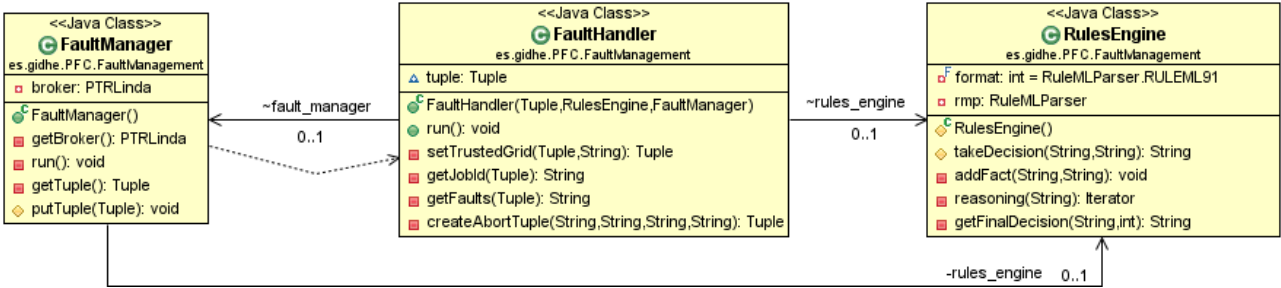 <<Java Class>>
FaultManager
es.gidhe.PFC.FaultManagement
broker: PTRLinda
FaultManager()
getBroker(): PTRLinda
run(): void
getTuple(): Tuple
putTuple(Tuple): void
~fault_manager
0..1
<<Java Class>>
FaultHandler
es.gidhe.PFC.FaultManagement
tuple: Tuple
FaultHandler(Tuple,RulesEngine,FaultManager)
run(): void
setTrustedGrid(Tuple,String): Tuple
getJobId(Tuple): String
getFaults(Tuple): String
createAbortTuple(String,String,String,String): Tuple
~rules_engine
0..1
<<Java Class>>
RulesEngine
es.gidhe.PFC.FaultManagement
format: int = RuleMLParser.RULEML91
rmp: RuleMLParser
RulesEngine()
takeDecision(String,String): String
addFact(String,String): void
reasoning(String): Iterator
getFinalDecision(String,int): String
-rules_engine 0..1